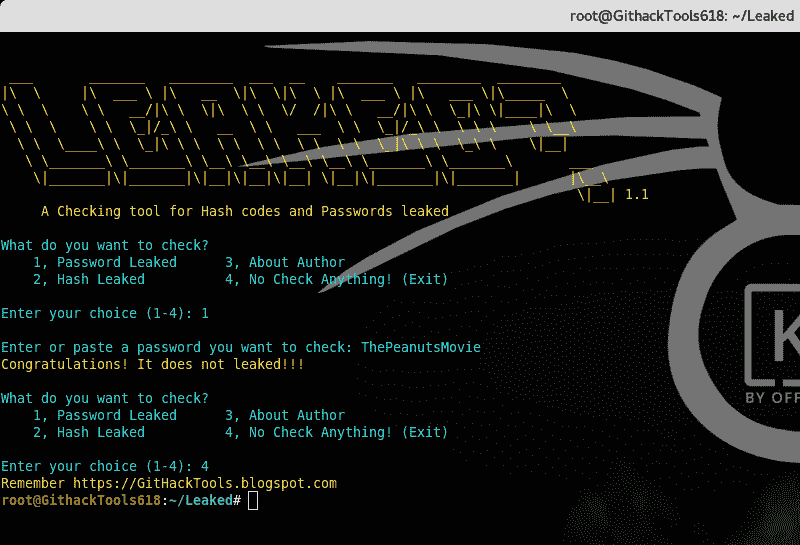 root@GithackTools618: ~/Leaked
1.1
A Checking tool for Hash codes and Passwords leaked
What do you want to check?
1, Password Leaked 3, About Author
2, Hash Leaked 4, No Check Anything! (Exit)
Enter your choice (1-4): 1
Enter or paste a password you want to check: ThePeanutsMovie
Congratulations! It does not leaked!!!
What do you want to check?
1, Password Leaked 3, About Author
2, Hash Leaked 4, No Check Anything! (Exit)
Enter your choice (1-4): 4
Remember https://GitHackTools.blogspot.com
root@GithackTools618:~/Leaked#
K
BY OFF